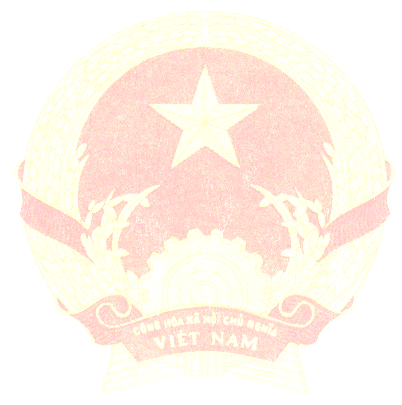 CỘNG HÒA XÃ HỘI CHỦ NGHĨA
VIỆT NAM